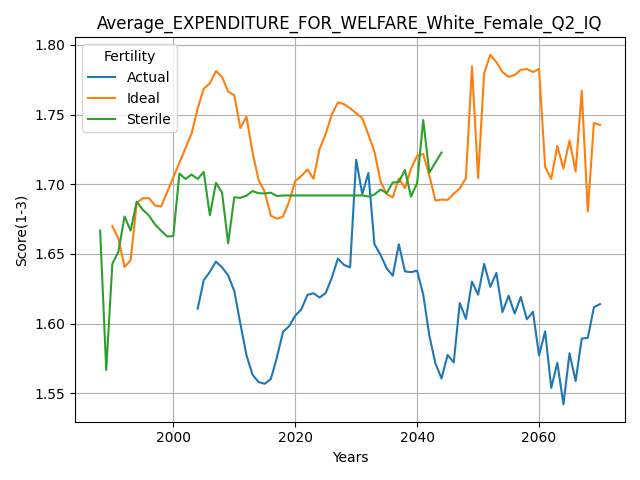 Average_EXPENDITURE_FOR_WELFARE_White_Female_Q2_IQ
Fertility
Actual
Ideal
Sterile
Score(1-3)
1.80
1.75
1.70
1.65
1.60
1.55
2000 2020 2040 2060
Years